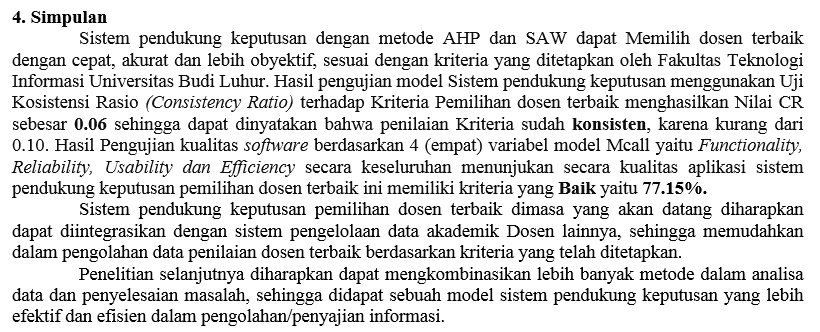 4. Simpulan
Sistem pendukung keputusan dengan metode AHP dan SAW dapat Memilih dosen terbaik
dengan cepat, akurat dan lebih obyektif, sesuai dengan kriteria yang ditetapkan oleh Fakultas Teknologi
Informasi Universitas Budi Luhur. Hasil pengujian model Sistem pendukung keputusan menggunakan Uji
Kosistensi Rasio (Consistency Ratio) terhadap Kriteria Pemilihan dosen terbaik menghasilkan Nilai CR
sebesar 0.06 sehingga dapat dinyatakan bahwa penilaian Kriteria sudah konsisten, karena kurang dari
0.10. Hasil Pengujian kualitas software berdasarkan 4 (empat) variabel model Mcall yaitu Functionality,
Reliability, Usability dan Efficiency secara keseluruhan menunjukan secara kualitas aplikasi sistem
pendukung keputusan pemilihan dosen terbaik ini memiliki kriteria yang Baik yaitu 77.15%.
Sistem pendukung keputusan pemilihan dosen terbaik dimasa yang akan datang diharapkan
dapat diintegrasikan dengan sistem pengelolaan data akademik Dosen lainnya, sehingga memudahkan
dalam pengolahan data penilaian dosen terbaik berdasarkan kriteria yang telah ditetapkan.
Penelitian selanjutnya diharapkan dapat mengkombinasikan lebih banyak metode dalam analisa
data dan penyelesaian masalah, sehingga didapat sebuah model sistem pendukung keputusan yang lebih
efektif dan efisien dalam pengolahan/penyajian informasi.